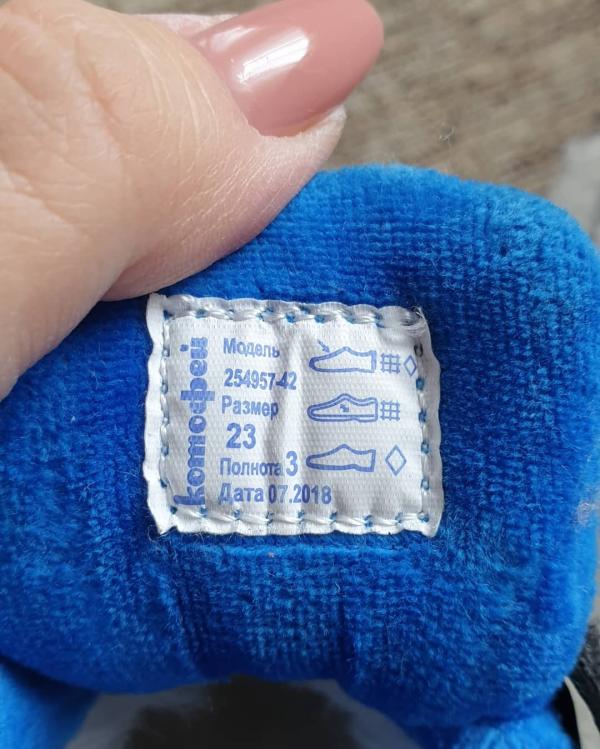 котофей
Модель
254957-42
Размер
23
Полнота 3
Дата 07.2018